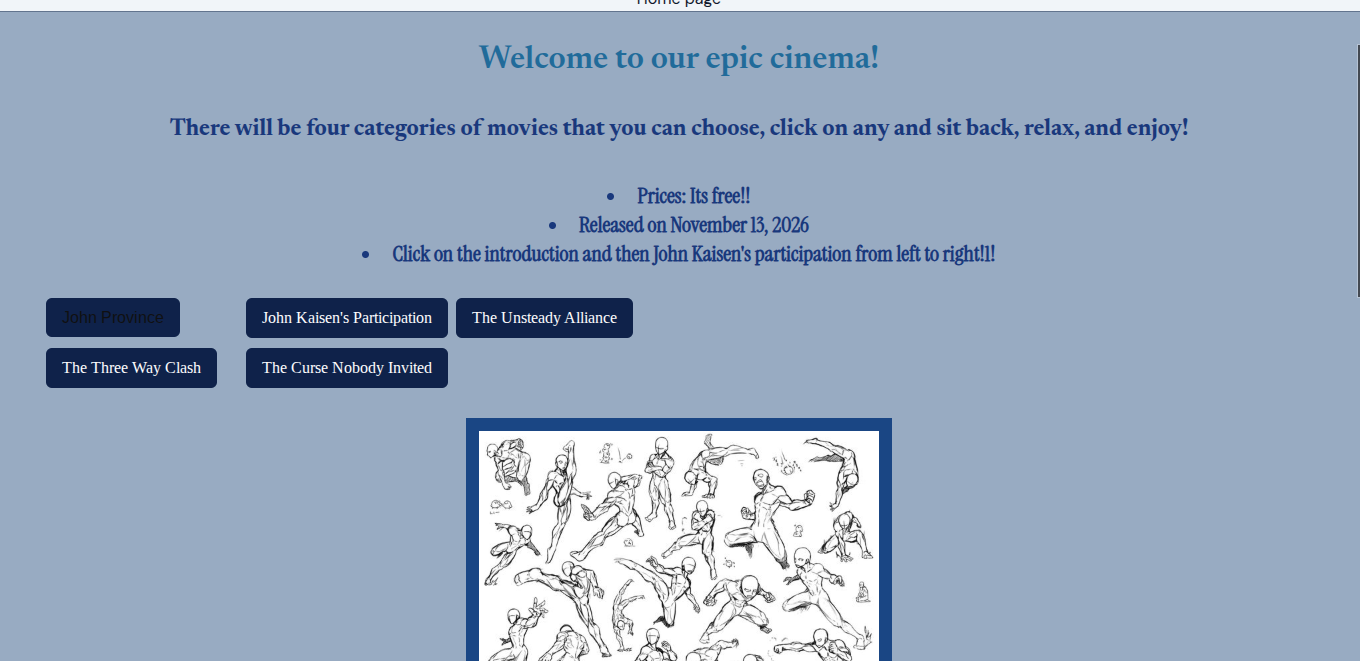 Home page
Welcome to our epic cinema!
There will be four categories of movies that you can choose, click on any and sit back, relax, and enjoy!
Prices: Its free!!
Released on November 13, 2026
Click on the introduction and then John Kaisen's participation from left to right!1!
John Province
John Kaisen's Participation
The Unsteady Alliance
The Three Way Clash
The Curse Nobody Invited